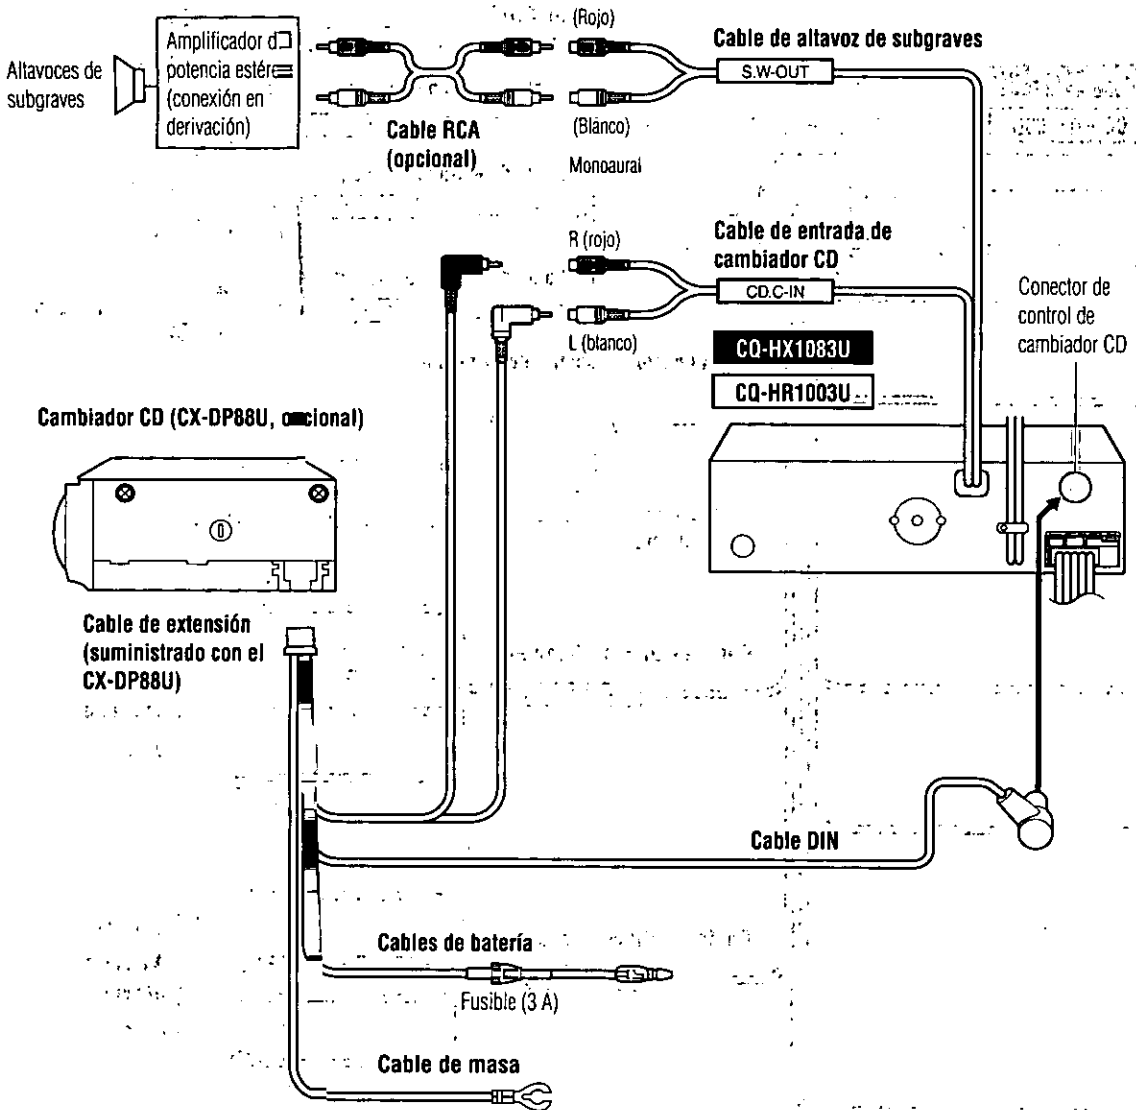 (Rojo)
Cable de altavoz de subgraves
Amplificador
potencia
(conexión en
derivación)
Altavoces de
subgraves
S.W-OUT
Cable RCA
(opcional)
(Blanco)
Monoaural
R (rojo)
Cable de entrada de
cambiador CD
CD.C-IN
Conector de
control de
cambiador CD
L (blanco)
CQ-HX1083U
CQ-HR1003U
Cambiador CD (CX-DP88U,
Cable de extensión
(suministrado con el
CX-DP88U)
Cable DIN
Cables de batería
Fusible (3 A)
Cable de masa